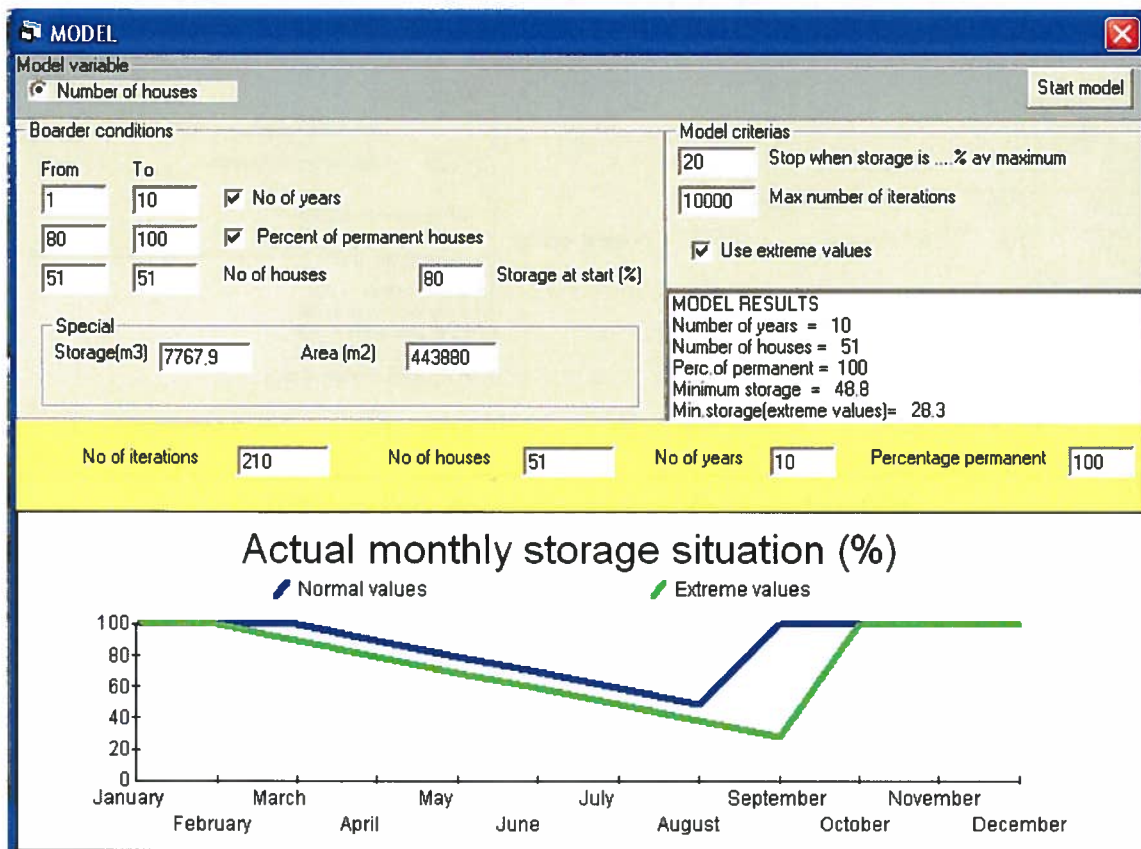 MODEL
Model variable
Number of houses
Start model
Boarder conditions
From To
1 10 No of years
80 100 Percent of permanent houses
51 51 No of houses 80 Storage at start (%)
Special
Storage(m3) 7767.9 Area (m2) 443880
Model criterias
20 Stop when storage is ....% av maximum
10000 Max number of iterations
Use extreme values
MODEL RESULTS
Number of years = 10
Number of houses = 51
Perc.of permanent = 100
Minimum storage = 48.8
Min.storage(extreme values)= 28.3
No of iterations 210 No of houses 51 No of years 10 Percentage permanent 100
Actual monthly storage situation (%)
Normal values Extreme values
100
80
60
40
20
0
January March May July September November
February April June August October December